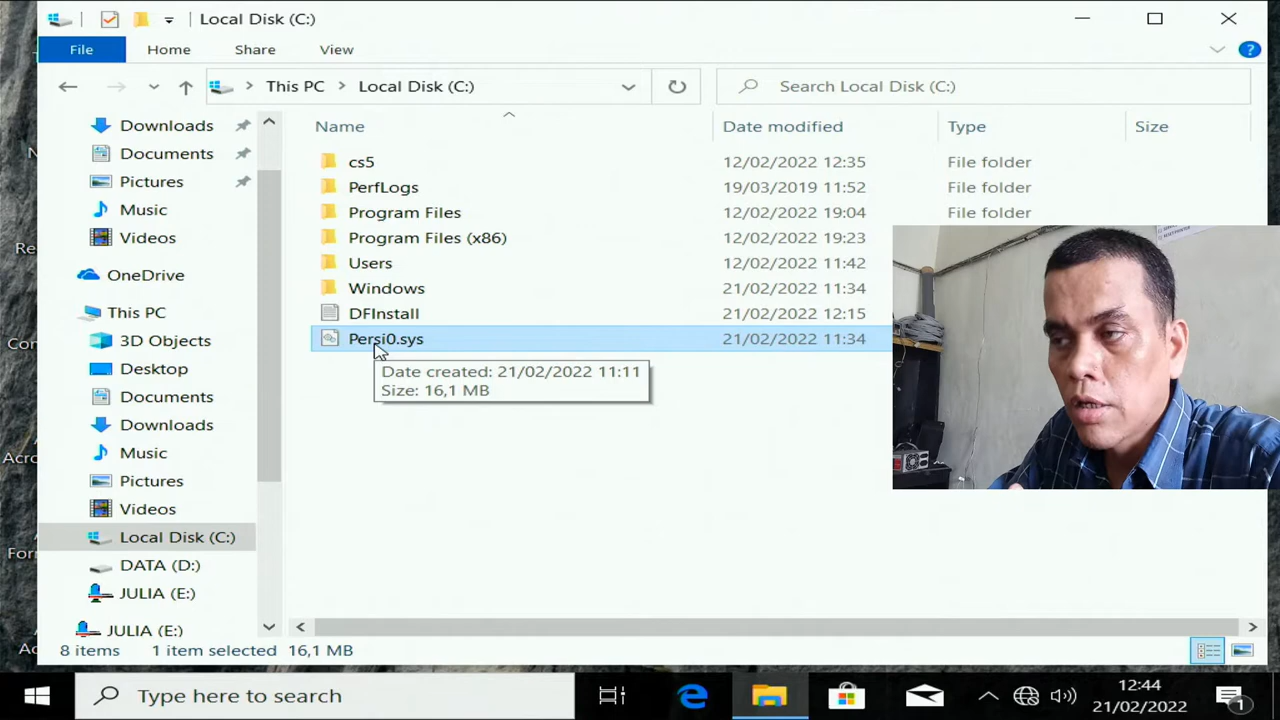 Local Disk (C:)
File Home Share View
This PC Local Disk (C:) Search Local Disk (C:)
Name Date modified Type Size
Downloads
Documents
Pictures
Music
Videos
OneDrive
This PC
3D Objects
Desktop
Documents
Downloads
Music
Pictures
Videos
Local Disk (C:)
DATA (D:)
JULIA (E:)
JULIA (E:)
cs5 12/02/2022 12:35 File folder
PerfLogs 19/03/2019 11:52 File folder
Program Files 12/02/2022 19:04 File folder
Program Files (x86) 12/02/2022 19:23
Users 12/02/2022 11:42
Windows 21/02/2022 11:34
DFInstall 21/02/2022 12:15
Persi0.sys 21/02/2022 11:34
Date created: 21/02/2022 11:11
Size: 16,1 MB
8 items 1 item selected 16,1 MB
Re
Cor
Acro
For
Ac
Type here to search
12:44
21/02/2022
1